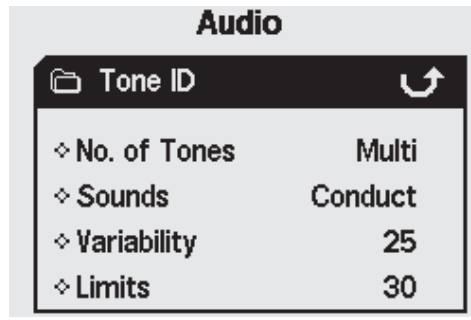 Audio
Tone ID
No. of Tones Multi
Sounds Conduct
Variability 25
Limits 30